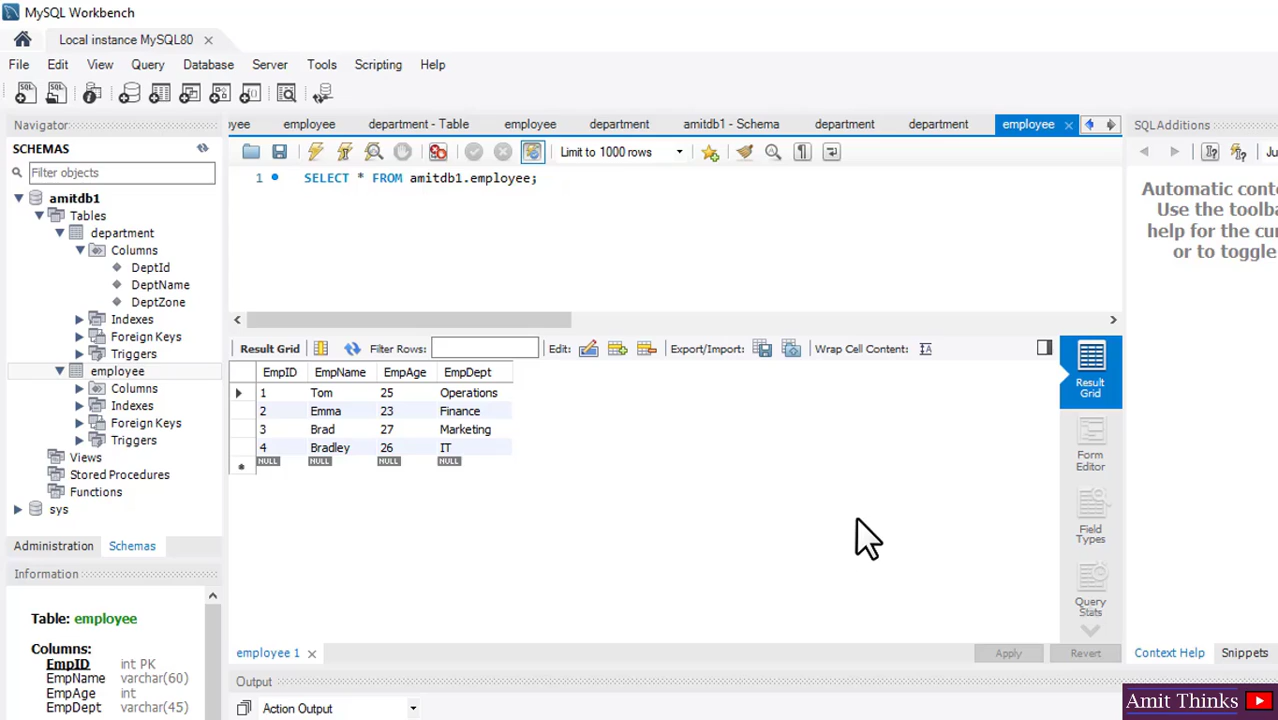 MySQL Workbench
Local instance MySQL80
File Edit View Query Database Server Tools Scripting Help
Navigator
SCHEMAS
Filter objects
amitdb1
Tables
department
Columns
DeptId
DeptName
DeptZone
Indexes
Foreign Keys
Triggers
employee
Columns
Indexes
Foreign Keys
Triggers
Views
Stored Procedures
Functions
sys
Administration Schemas
Information
Table: employee
Columns:
EmpID int PK
EmpName varchar(60)
EmpAge int
EmpDept varchar(45)
yee employee department - Table employee department amitdb1 - Schema department department employee
Limit to 1000 rows
1 SELECT * FROM amitdb1.employee;
Result Grid Filter Rows: Edit: Export/Import: Wrap Cell Content:
EmpID EmpName EmpAge EmpDept
1 Tom 25 Operations
2 Emma 23 Finance
3 Brad 27 Marketing
4 Bradley 26 IT
* NULL NULL NULL NULL
Result
Grid
Form
Editor
Field
Types
Query
Stats
employee 1 Apply Revert
Output
Action Output
SQLAdditions
Ju
Automatic conte
Use the toolba
help for the cur
or to toggle
Context Help Snippets
Amit Thinks